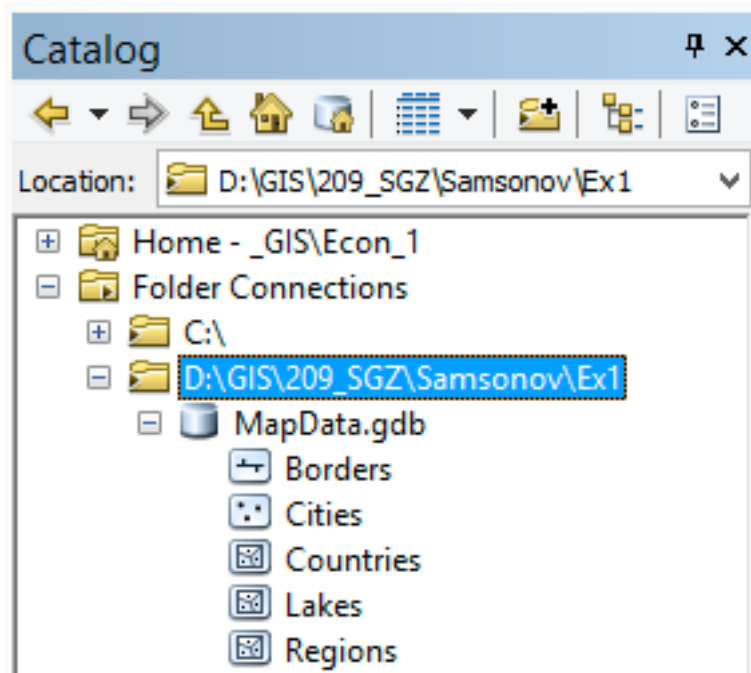 Catalog
Location: D:\GIS\209_SGZ\Samsonov\Ex1
Home - _GIS\Econ_1
Folder Connections
C:\
D:\GIS\209_SGZ\Samsonov\Ex1
MapData.gdb
Borders
Cities
Countries
Lakes
Regions